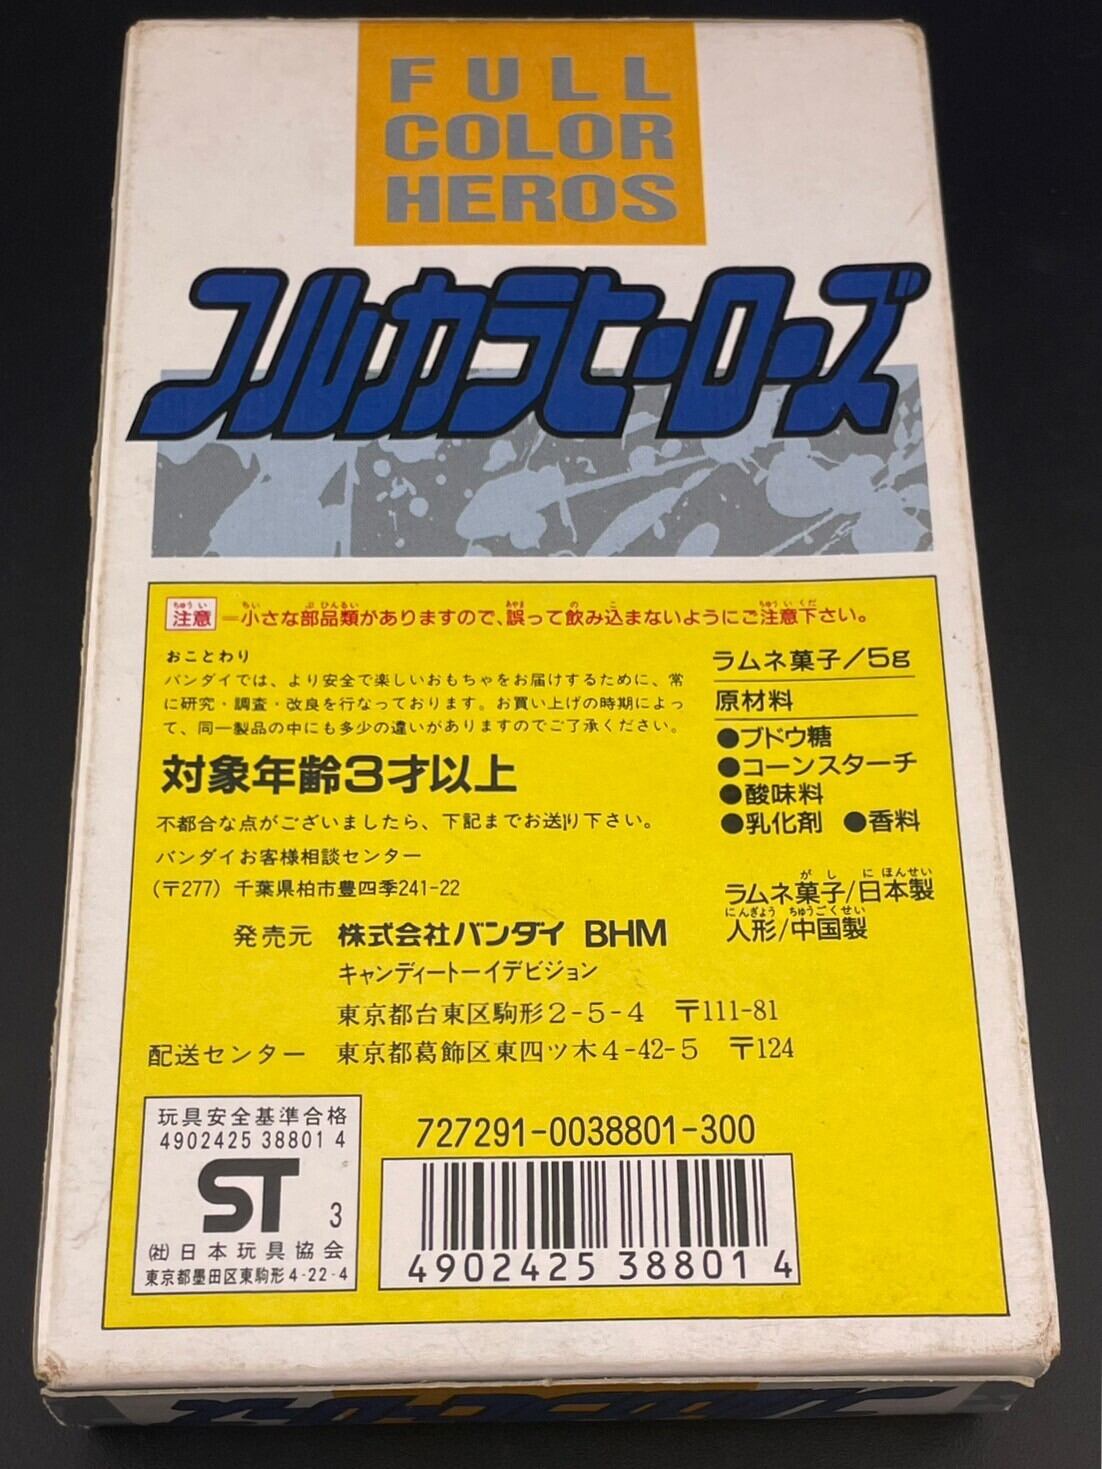 FULL
COLOR
HEROS
フルカラヒーローズ
注意 ―小さな部品類がありますので、誤って飲み込まないようにご注意下さい。
おことわり
バンダイでは、より安全で楽しいおもちゃをお届けするために、常
に研究・調査・改良を行なっております。お買い上げの時期によっ
て、同一製品の中にも多少の違いがありますのでご了承ください。
対象年齢3才以上
不都合な点がございましたら、下記までお送り下さい。
バンダイお客様相談センター
(〒277) 千葉県柏市豊四季241-22
ラムネ菓子/5g
原材料
●ブドウ糖
●コーンスターチ
●酸味料
●乳化剤 ●香料
ラムネ菓子/日本製
人形/中国製
発売元 株式会社バンダイ BHM
キャンディートーイデビジョン
東京都台東区駒形2-5-4 〒111-81
配送センター 東京都葛飾区東四ツ木4-42-5 〒124
玩具安全基準合格
4902425 38801 4
ST 3
㈳日本玩具協会
東京都墨田区東駒形4-22-4
727291-0038801-300
4902425 388014